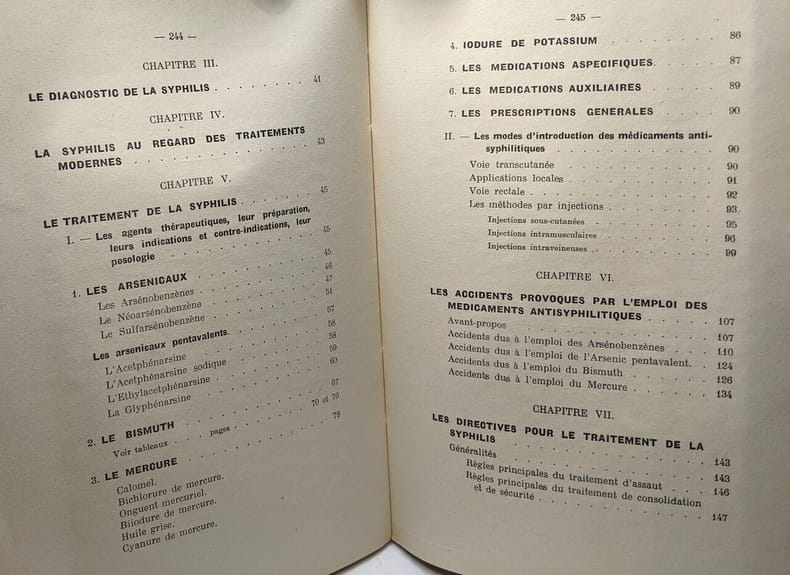 — 244 —
CHAPITRE III.
LE DIAGNOSTIC DE LA SYPHILIS . . . . . . . . 41
CHAPITRE IV.
LA SYPHILIS AU REGARD DES TRAITEMENTS
MODERNES . . . . . . . . . . . . . . 43
CHAPITRE V.
LE TRAITEMENT DE LA SYPHILIS . . . . . . . 45
I. — Les agents thérapeutiques, leur préparation,
leurs indications et contre-indications, leur
posologie . . . . . . . . . . . . . . 45
1. LES ARSENICAUX . . . . . . . . . . . 45
Les Arsénobenzènes . . . . . . . . . . 46
Le Néoarsénobenzène . . . . . . . . . 47
Le Sulfarsénobenzène . . . . . . . . . 51
Les arsenicaux pentavalents. . . . . . . . 57
L'Acetphénarsine . . . . . . . . . . 58
L'Acetphénarsine sodique . . . . . . . 58
L'Ethylacetphénarsine . . . . . . . . 59
La Glyphénarsine . . . . . . . . . . 60
2. LE BISMUTH . . . . . . . . . . . . 67
Voir tableaux . . . . pages . . . . . 70 et 76
3. LE MERCURE . . . . . . . . . . . . 78
Calomel.
Bichlorure de mercure.
Onguent mercuriel.
Biiodure de mercure.
Huile grise.
Cyanure de mercure.
— 245 —
4. IODURE DE POTASSIUM . . . . . . . . 86
5. LES MEDICATIONS ASPECIFIQUES. . . . . . 87
6. LES MEDICATIONS AUXILIAIRES . . . . . . 89
7. LES PRESCRIPTIONS GENERALES . . . . . . 90
II. — Les modes d'introduction des médicaments anti-
syphilitiques . . . . . . . . . . . . 90
Voie transcutanée . . . . . . . . . . 90
Applications locales . . . . . . . . . 91
Voie rectale . . . . . . . . . . . . 92
Les méthodes par injections . . . . . . . 93
Injections sous-cutanées . . . . . . . . 95
Injections intramusculaires . . . . . . . 96
Injections intraveineuses . . . . . . . . 99
CHAPITRE VI.
LES ACCIDENTS PROVOQUES PAR L'EMPLOI DES
MEDICAMENTS ANTISYPHILITIQUES . . . . . 107
Avant-propos . . . . . . . . . . . . 107
Accidents dus à l'emploi des Arsénobenzènes . . . 110
Accidents dus à l'emploi de l'Arsenic pentavalent. . 124
Accidents dus à l'emploi du Bismuth . . . . . 126
Accidents dus à l'emploi du Mercure . . . . . 134
CHAPITRE VII.
LES DIRECTIVES POUR LE TRAITEMENT DE LA
SYPHILIS . . . . . . . . . . . . . 143
Généralités . . . . . . . . . . . . 143
Règles principales du traitement d'assaut . . . 146
Règles principales du traitement de consolidation
et de sécurité . . . . . . . . . . . 147